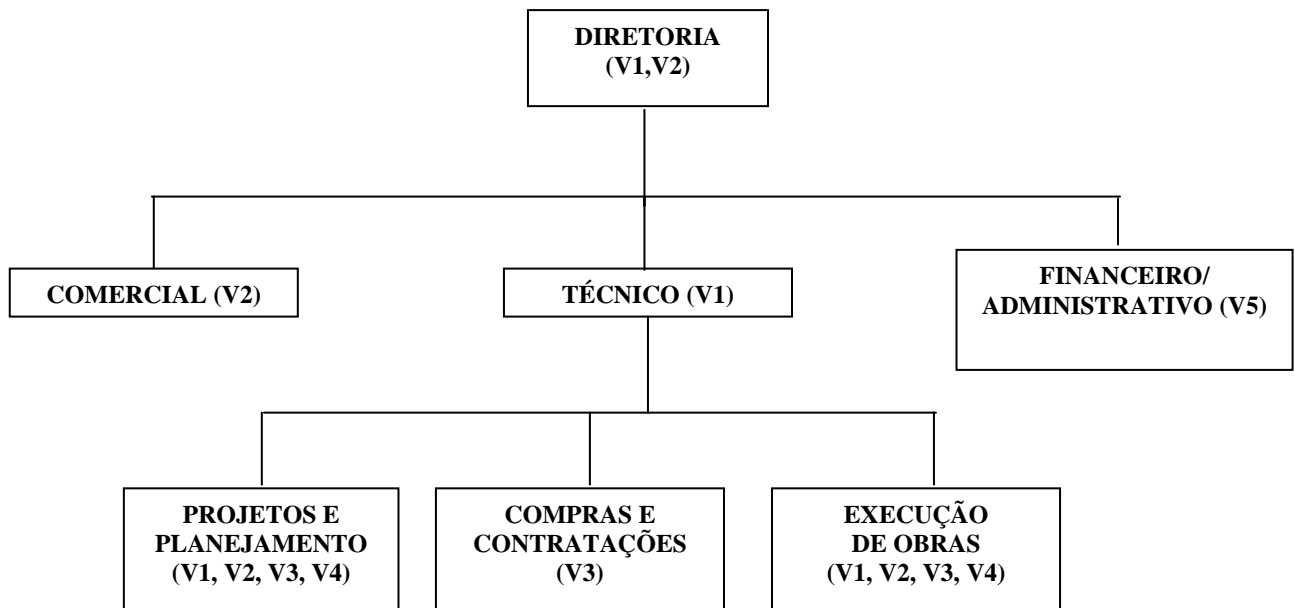 DIRETORIA
(V1,V2)
COMERCIAL (V2)
TÉCNICO (V1)
FINANCEIRO/
ADMINISTRATIVO (V5)
PROJETOS E
PLANEJAMENTO
(V1, V2, V3, V4)
COMPRAS E
CONTRATAÇÕES
(V3)
EXECUÇÃO
DE OBRAS
(V1, V2, V3, V4)